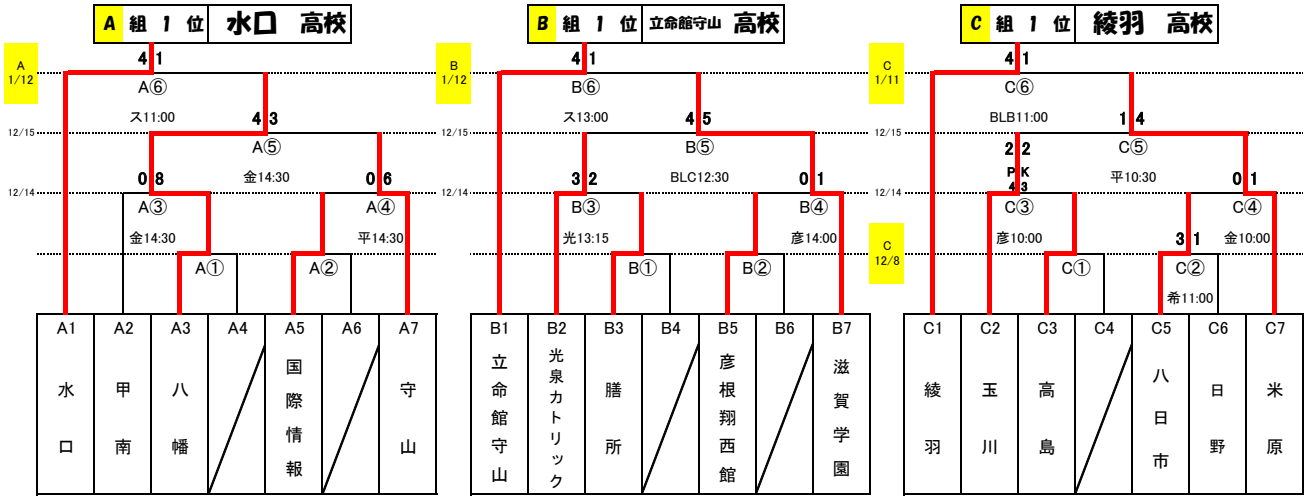 A 組 1 位 水口 高校
A 1/12
4 1
A⑥
ス11:00
12/15
4 3
A⑤
金14:30
12/14
0 8
A③
金14:30
0 6
A④
平14:30
A①
A②
A1 A2 A3 A4 A5 A6 A7
水口
甲南
八幡
国際情報
守山
B 組 1 位 立命館守山 高校
B 1/12
4 1
B⑥
ス13:00
12/15
4 5
B⑤
BLC12:30
12/14
3 2
B③
光13:15
0 1
B④
彦14:00
B①
B②
B1 B2 B3 B4 B5 B6 B7
立命館守山
光泉カトリック
膳所
彦根翔西館
滋賀学園
C 組 1 位 綾羽 高校
C 1/11
4 1
C⑥
BLB11:00
12/15
1 4
C⑤
平10:30
12/14
2 2
PK
4 3
C③
彦10:00
0 1
C④
金10:00
C 12/8
C①
3 1
C②
希11:00
C1 C2 C3 C4 C5 C6 C7
綾羽
玉川
高島
八日市
日野
米原